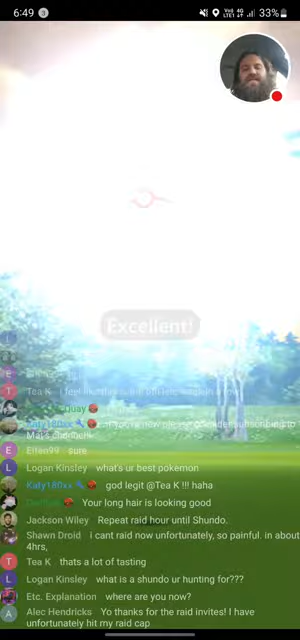 6:49
33%
Excellent!
Tea K
Quay
Katy180xx
Elfen99 sure
Logan Kinsley what's ur best pokemon
Katy180xx god legit @Tea K !!! haha
Your long hair is looking good
Jackson Wiley Repeat raid hour until Shundo.
Shawn Droid i cant raid now unfortunately, so painful. in about
4hrs,
Tea K thats a lot of tasting
Logan Kinsley what is a shundo ur hunting for???
Etc. Explanation where are you now?
Alec Hendricks Yo thanks for the raid invites! I have
unfortunately hit my raid cap